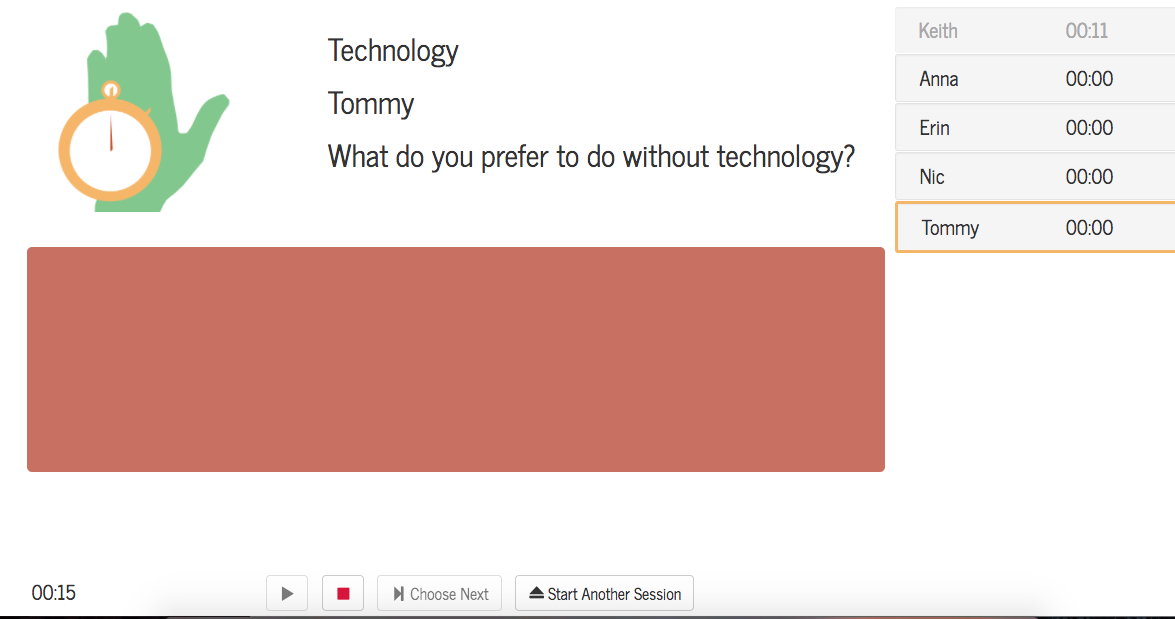 Technology
Tommy
What do you prefer to do without technology?
Keith 00:11
Anna 00:00
Erin 00:00
Nic 00:00
Tommy 00:00
00:15
Choose Next
Start Another Session